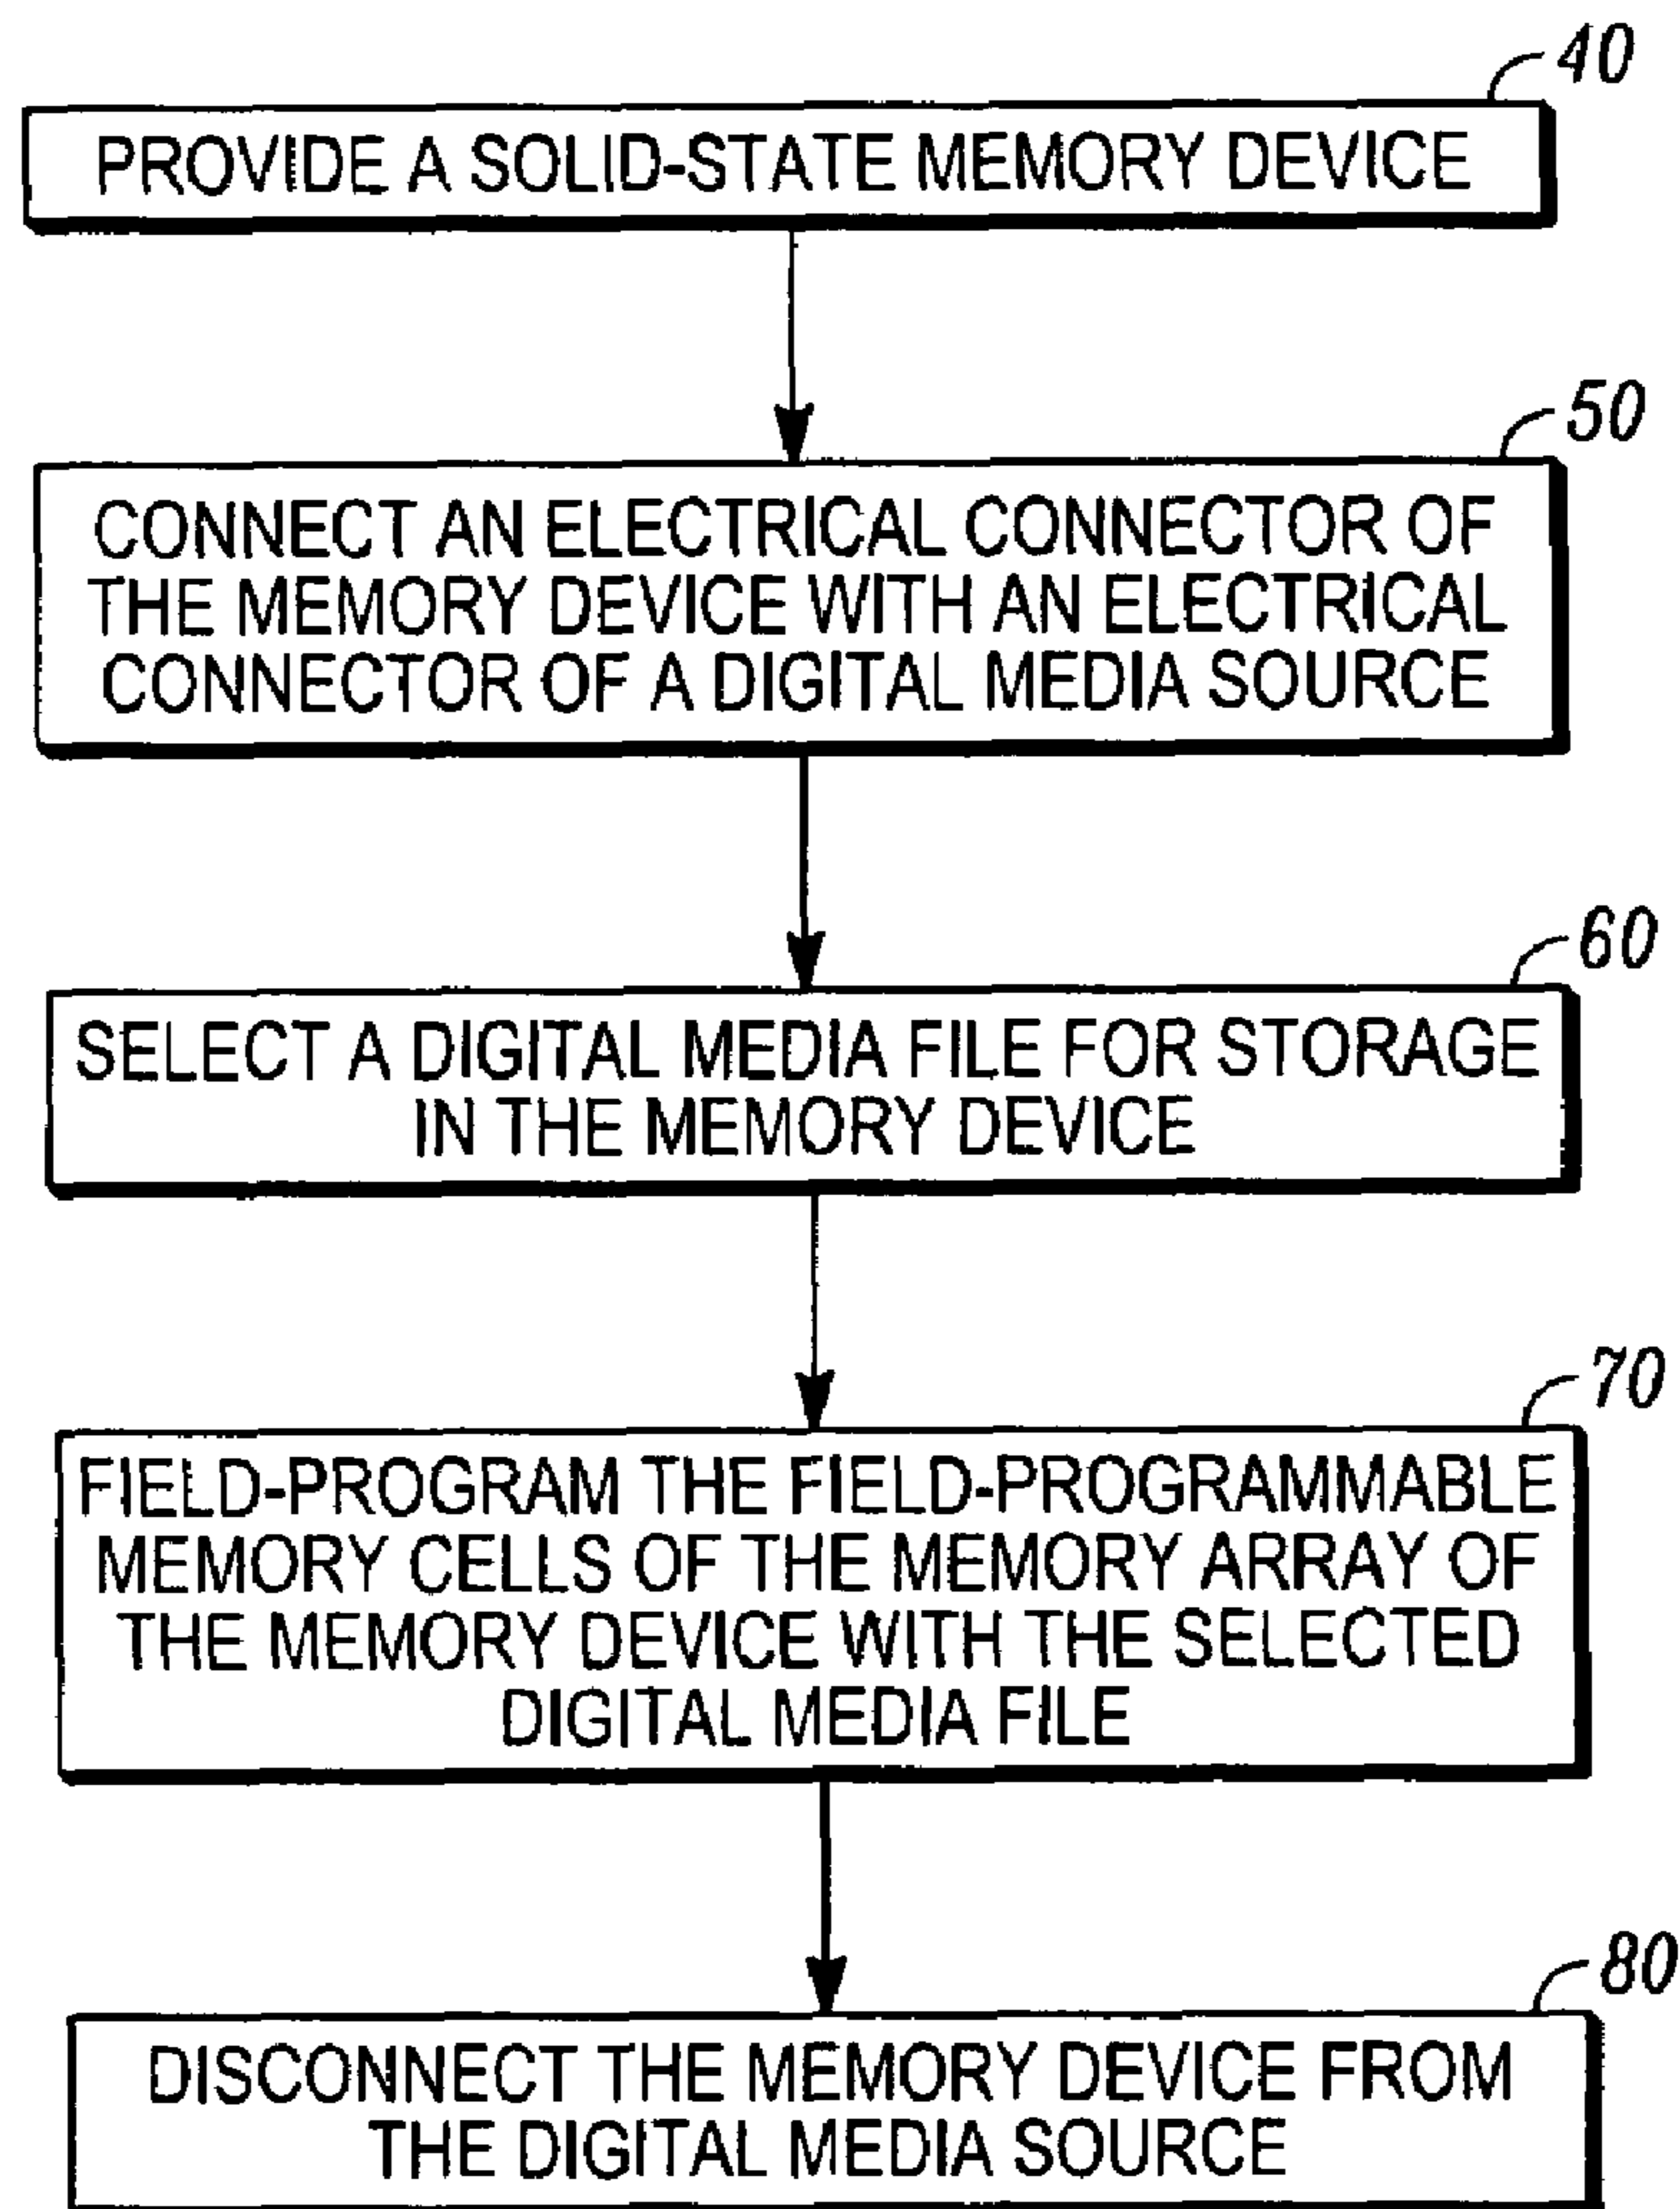 40
PROVIDE A SOLID-STATE MEMORY DEVICE
50
CONNECT AN ELECTRICAL CONNECTOR OF
THE MEMORY DEVICE WITH AN ELECTRICAL
CONNECTOR OF A DIGITAL MEDIA SOURCE
60
SELECT A DIGITAL MEDIA FILE FOR STORAGE
IN THE MEMORY DEVICE
70
FIELD-PROGRAM THE FIELD-PROGRAMMABLE
MEMORY CELLS OF THE MEMORY ARRAY OF
THE MEMORY DEVICE WITH THE SELECTED
DIGITAL MEDIA FILE
80
DISCONNECT THE MEMORY DEVICE FROM
THE DIGITAL MEDIA SOURCE